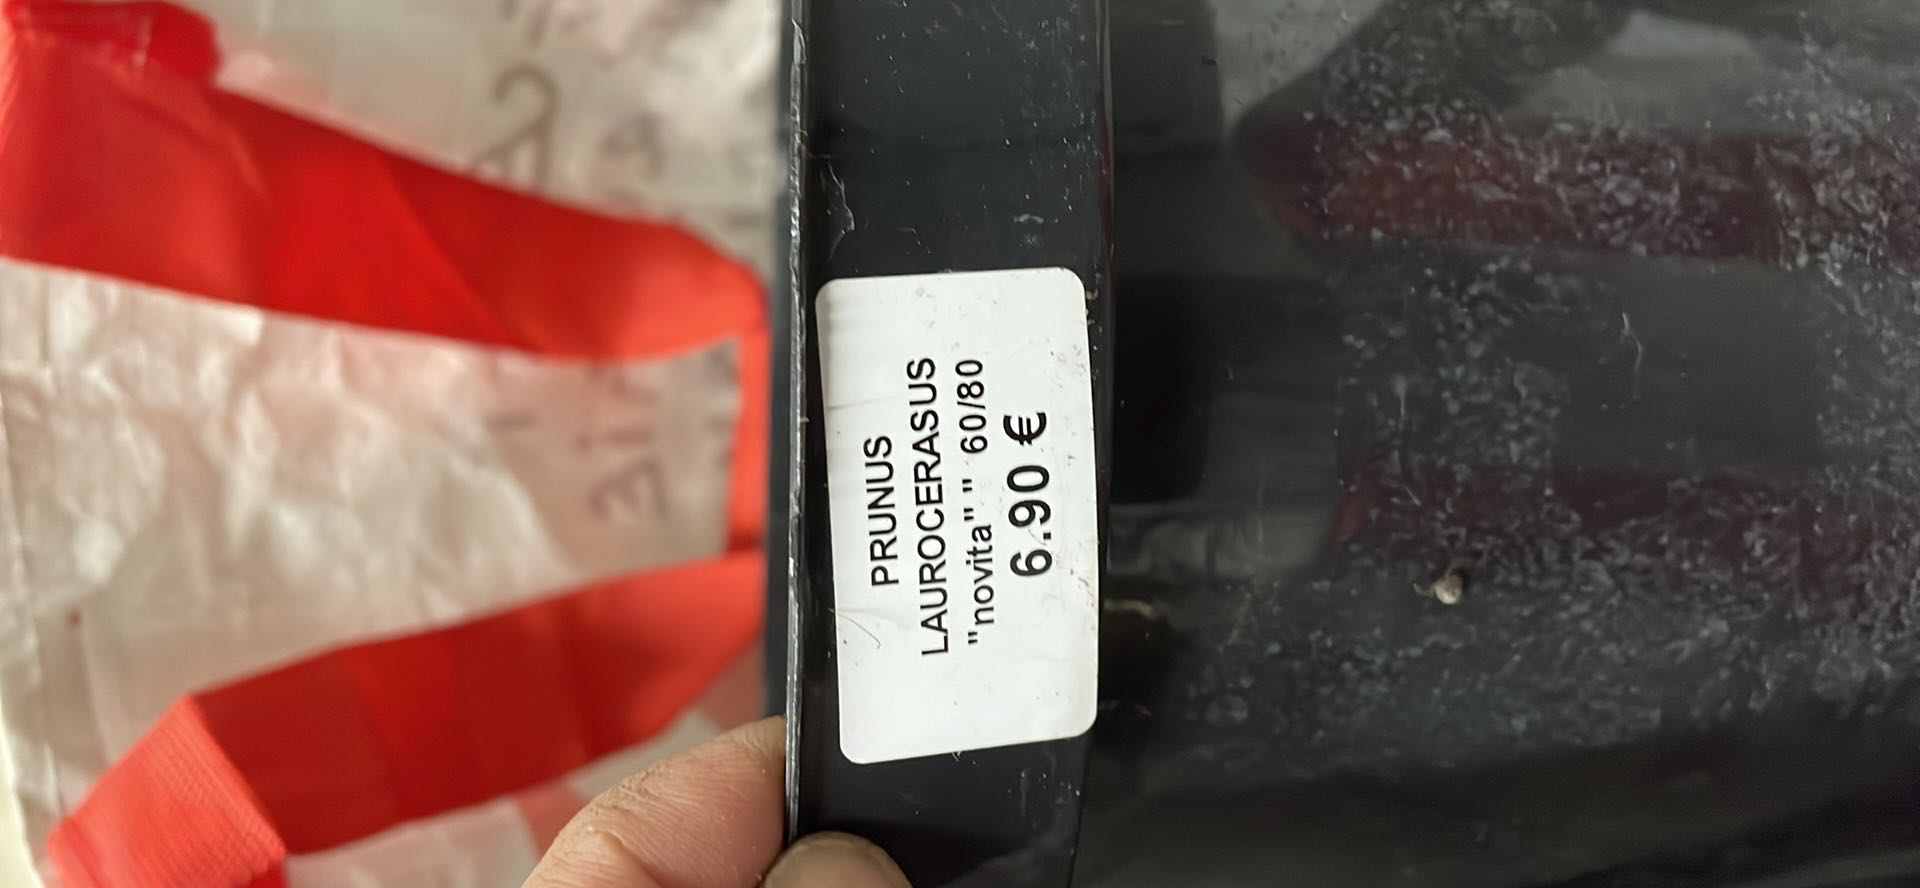 PRUNUS
LAUROCERASUS
"novita" " 60/80
6.90 €